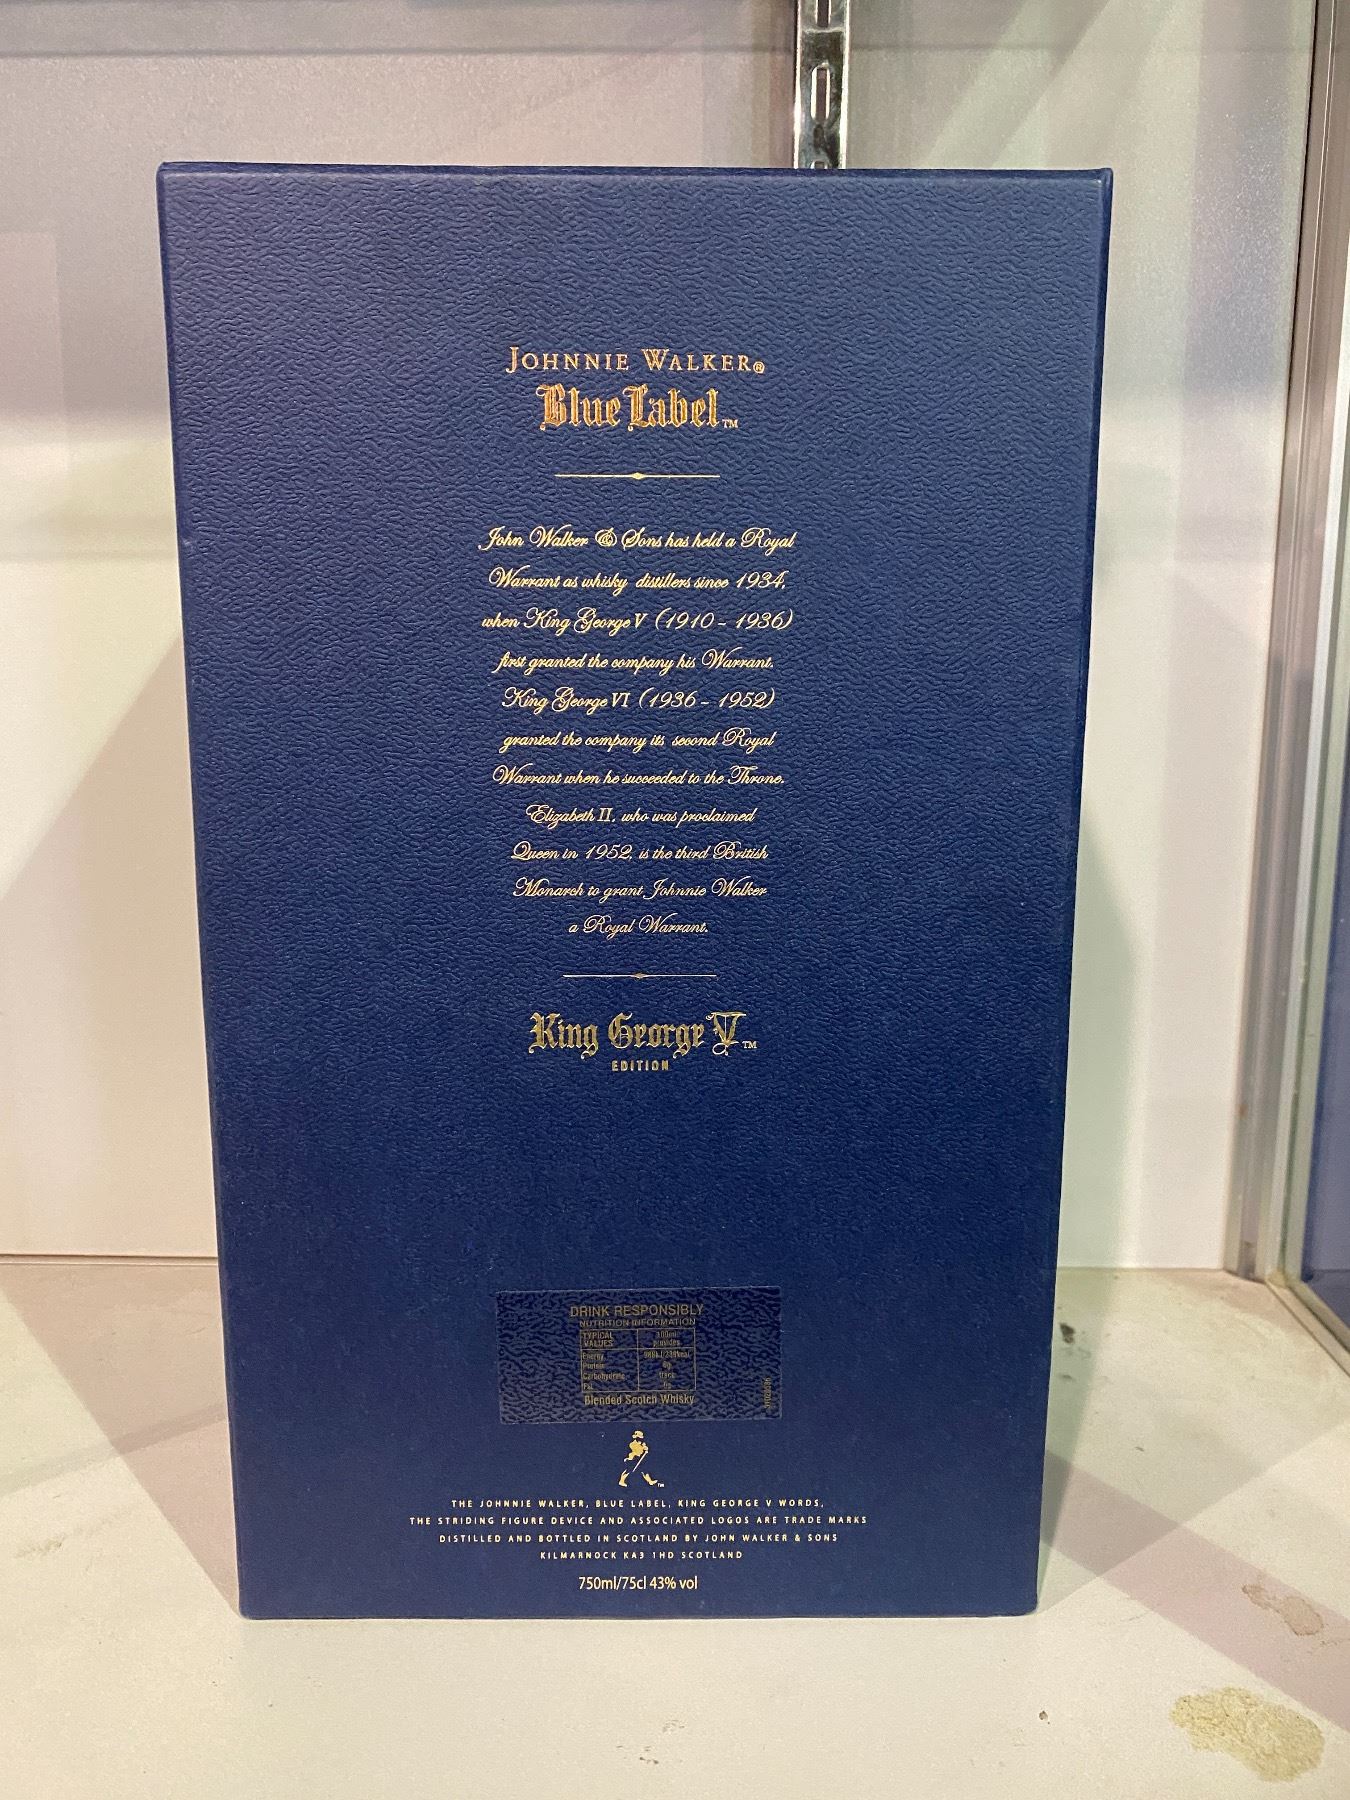 JOHNNIE WALKER®
Blue Label™
John Walker & Sons has held a Royal
Warrant as whisky distillers since 1934,
when King George V (1910 - 1936)
first granted the company his Warrant.
King George VI (1936 - 1952)
granted the company its second Royal
Warrant when he succeeded to the Throne.
Elizabeth II, who was proclaimed
Queen in 1952, is the third British
Monarch to grant Johnnie Walker
a Royal Warrant.
King George V™
EDITION
DRINK RESPONSIBLY
NUTRITION INFORMATION
TYPICAL VALUES 100ml provides
Energy
Protein 0g
Carbohydrate trace
Fat 0g
Blended Scotch Whisky
THE JOHNNIE WALKER, BLUE LABEL, KING GEORGE V WORDS,
THE STRIDING FIGURE DEVICE AND ASSOCIATED LOGOS ARE TRADE MARKS
DISTILLED AND BOTTLED IN SCOTLAND BY JOHN WALKER & SONS
KILMARNOCK KA3 1HD SCOTLAND
750ml/75cl 43% vol